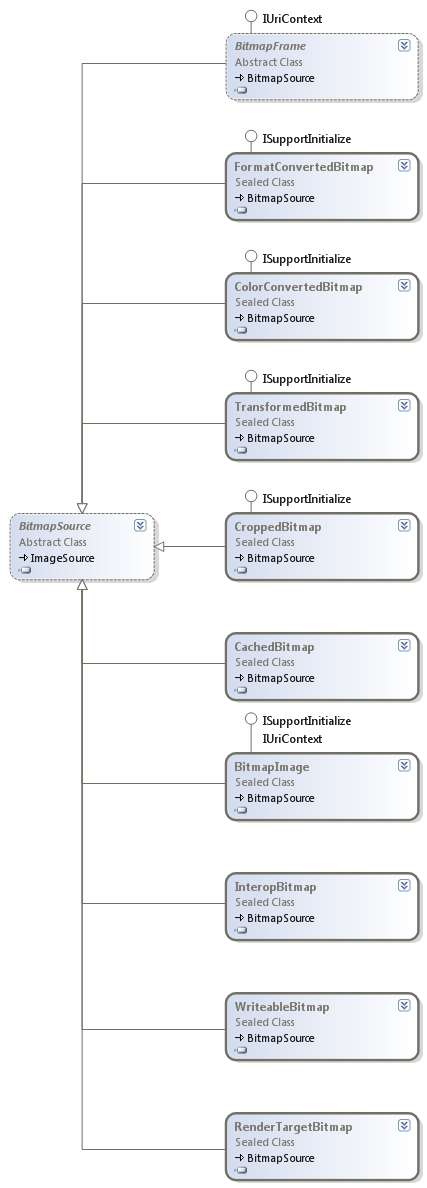 IUriContext
BitmapFrame
Abstract Class
BitmapSource
ISupportInitialize
FormatConvertedBitmap
Sealed Class
BitmapSource
ISupportInitialize
ColorConvertedBitmap
Sealed Class
BitmapSource
ISupportInitialize
TransformedBitmap
Sealed Class
BitmapSource
BitmapSource
Abstract Class
ImageSource
ISupportInitialize
CroppedBitmap
Sealed Class
BitmapSource
CachedBitmap
Sealed Class
BitmapSource
ISupportInitialize
IUriContext
BitmapImage
Sealed Class
BitmapSource
InteropBitmap
Sealed Class
BitmapSource
WriteableBitmap
Sealed Class
BitmapSource
RenderTargetBitmap
Sealed Class
BitmapSource